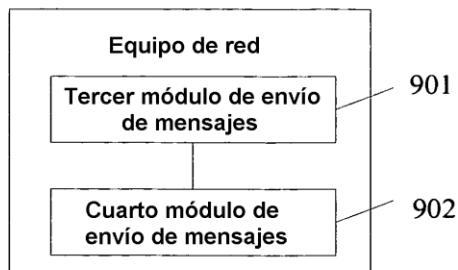 Equipo de red
Tercer módulo de envío
de mensajes
901
Cuarto módulo de
envío de mensajes
902